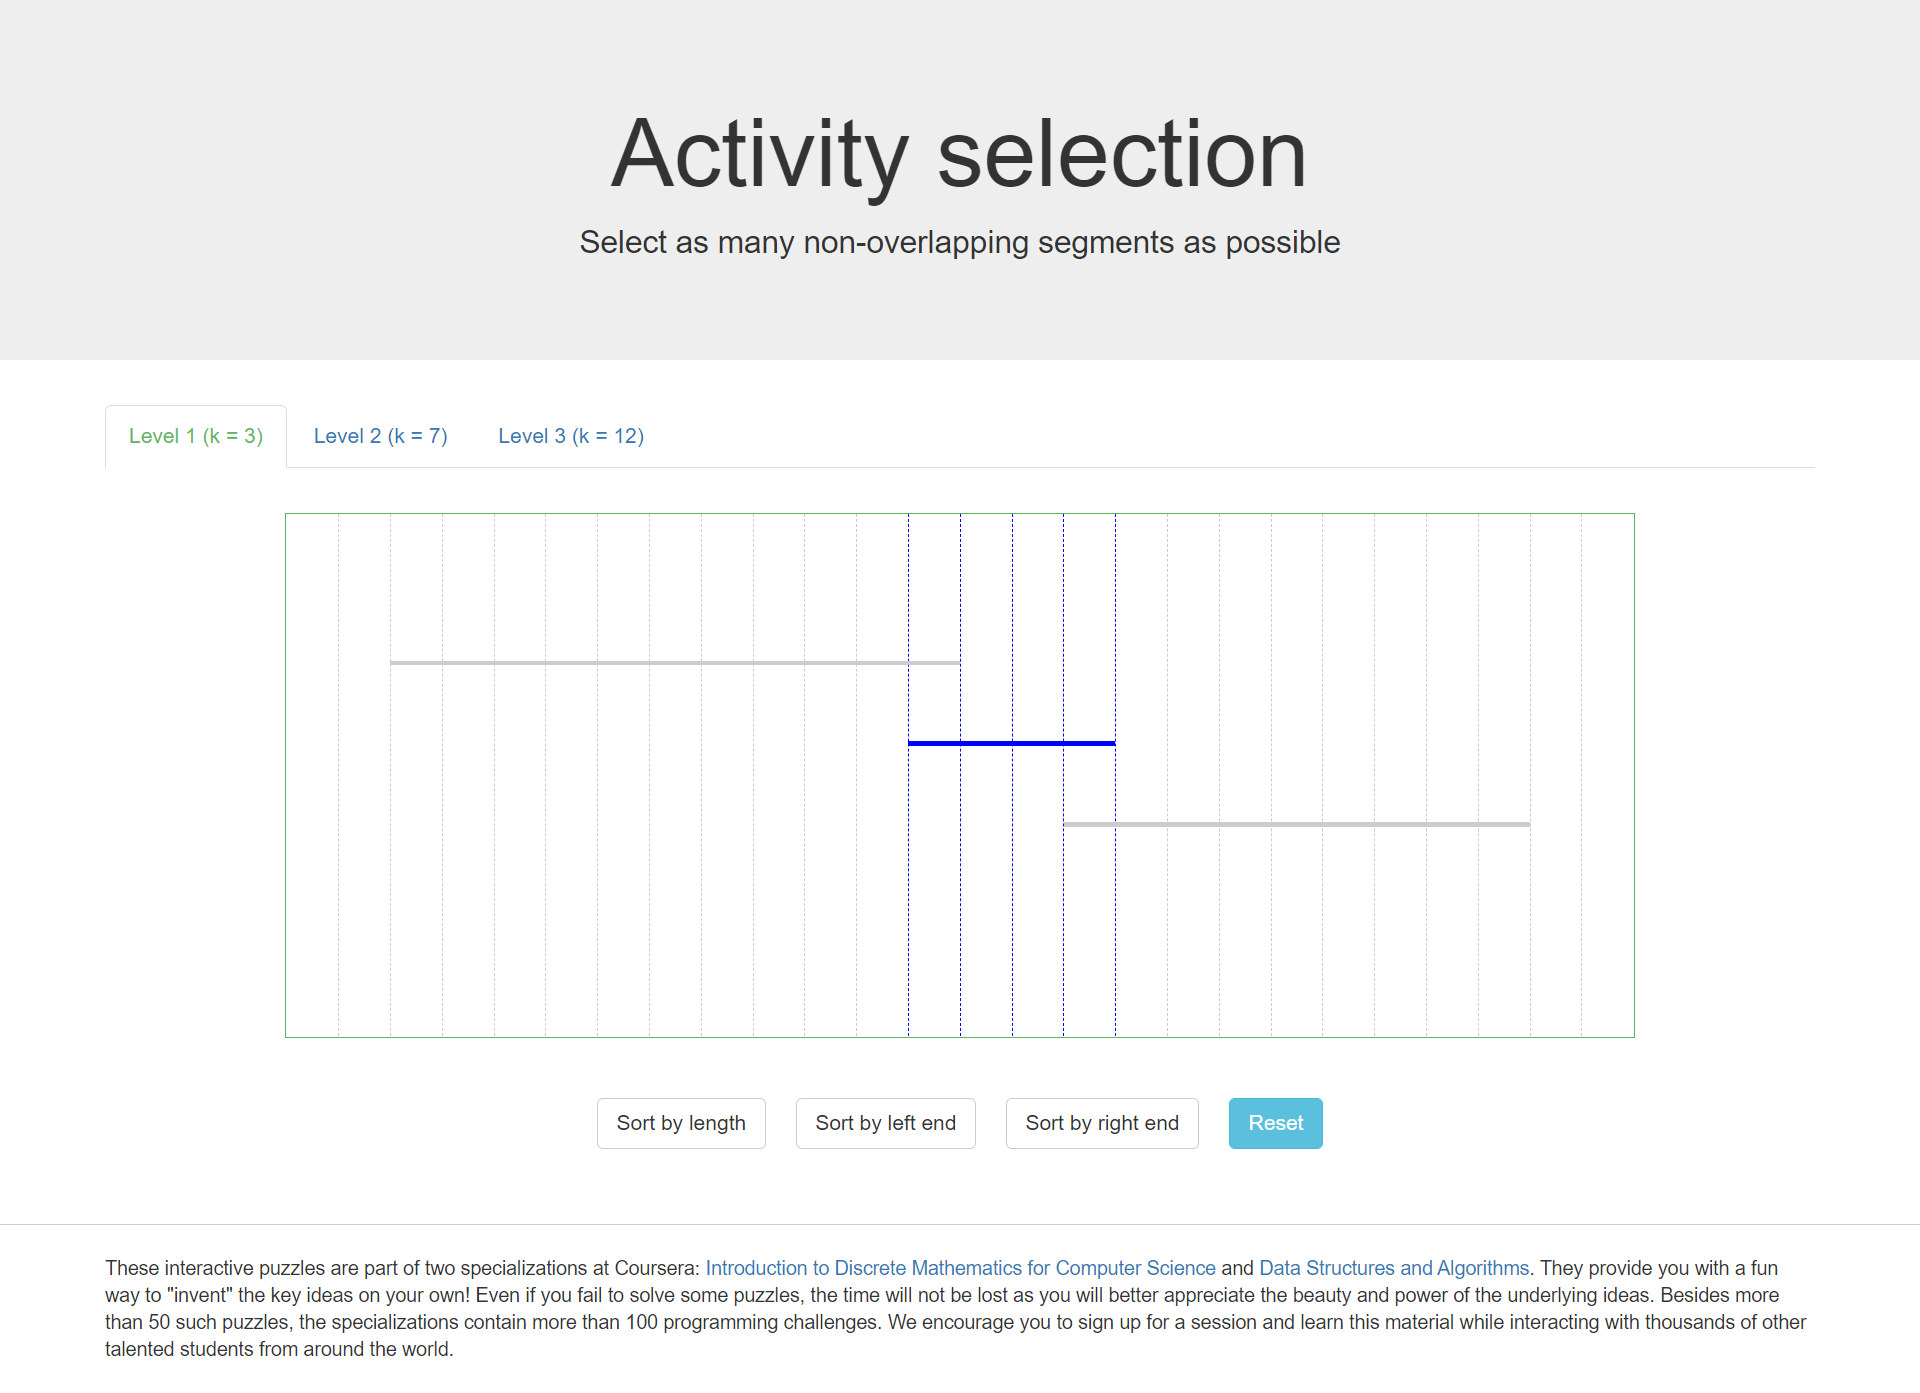 Activity selection
Select as many non-overlapping segments as possible
Level 1 (k = 3) Level 2 (k = 7) Level 3 (k = 12)
Sort by length Sort by left end Sort by right end Reset
These interactive puzzles are part of two specializations at Coursera: Introduction to Discrete Mathematics for Computer Science and Data Structures and Algorithms. They provide you with a fun
way to "invent" the key ideas on your own! Even if you fail to solve some puzzles, the time will not be lost as you will better appreciate the beauty and power of the underlying ideas. Besides more
than 50 such puzzles, the specializations contain more than 100 programming challenges. We encourage you to sign up for a session and learn this material while interacting with thousands of other
talented students from around the world.